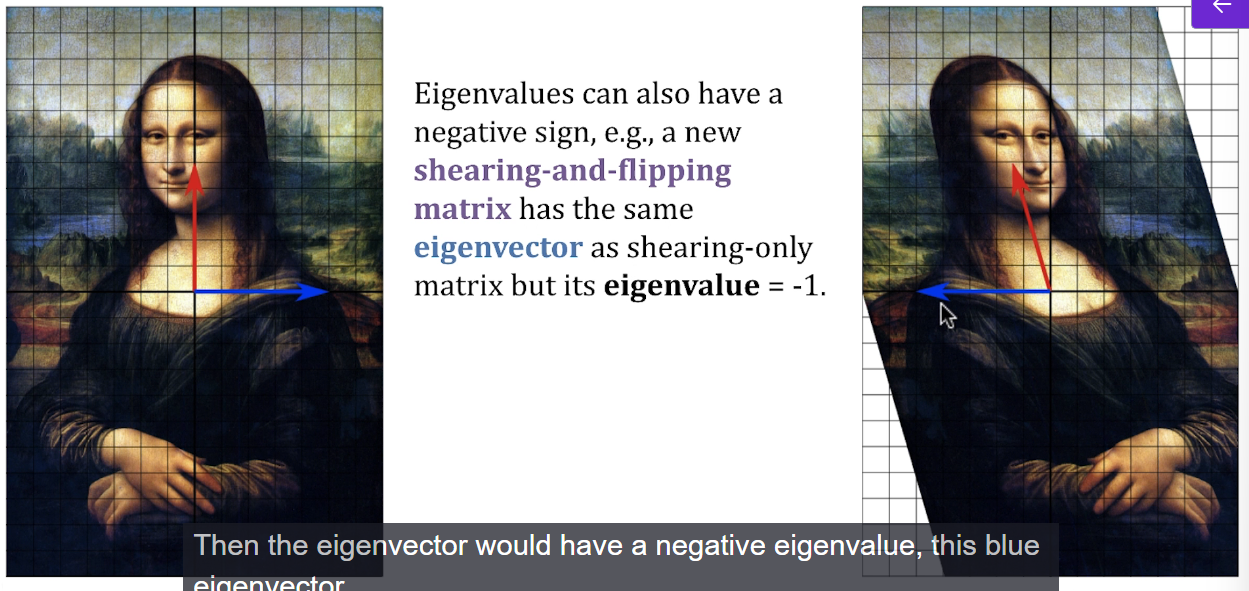 Eigenvalues can also have a
negative sign, e.g., a new
shearing-and-flipping
matrix has the same
eigenvector as shearing-only
matrix but its eigenvalue = -1.
Then the eigenvector would have a negative eigenvalue, this blue
eigenvector